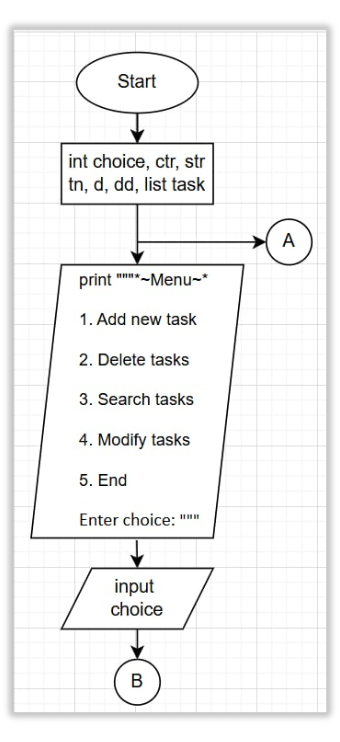 Start
int choice, ctr, str
tn, d, dd, list task
A
print """*~Menu~*
1. Add new task
2. Delete tasks
3. Search tasks
4. Modify tasks
5. End
Enter choice: """
input
choice
B